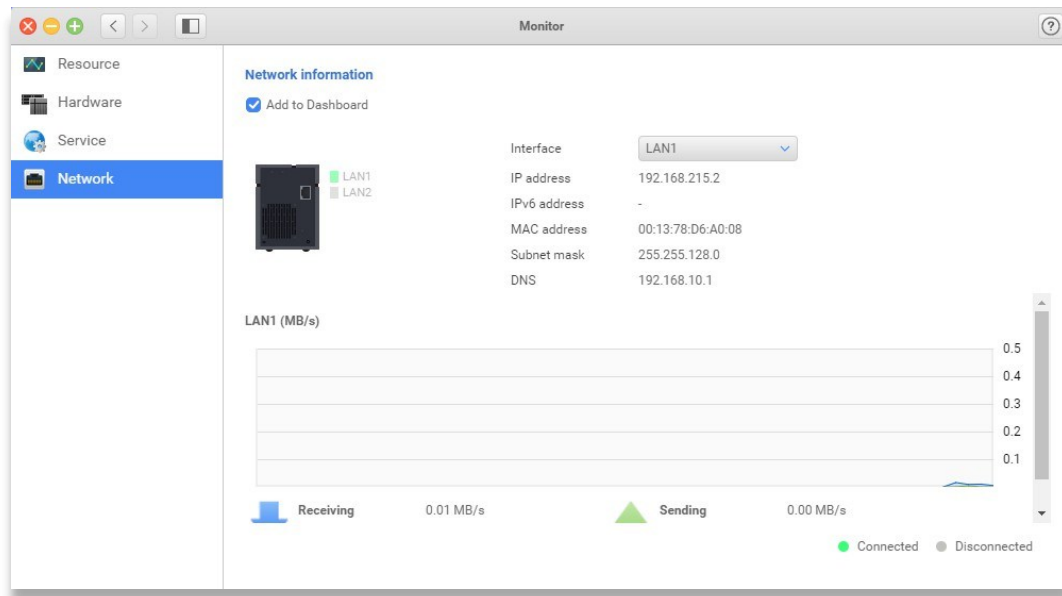 Monitor
?
Resource
Hardware
Service
Network
Network information
Add to Dashboard
LAN1
LAN2
Interface LAN1
IP address 192.168.215.2
IPv6 address -
MAC address 00:13:78:D6:A0:08
Subnet mask 255.255.128.0
DNS 192.168.10.1
LAN1 (MB/s)
0.5
0.4
0.3
0.2
0.1
Receiving 0.01 MB/s Sending 0.00 MB/s
Connected Disconnected